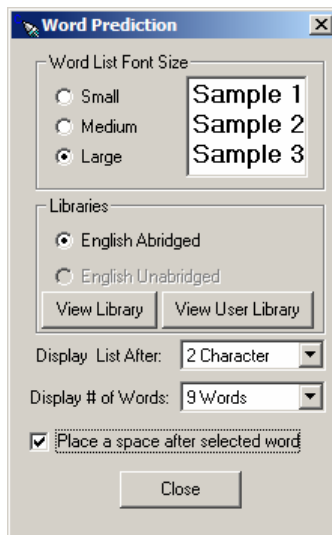 Word Prediction
Word List Font Size
Small
Medium
Large
Sample 1
Sample 2
Sample 3
Libraries
English Abridged
English Unabridged
View Library View User Library
Display List After: 2 Character
Display # of Words: 9 Words
Place a space after selected word
Close